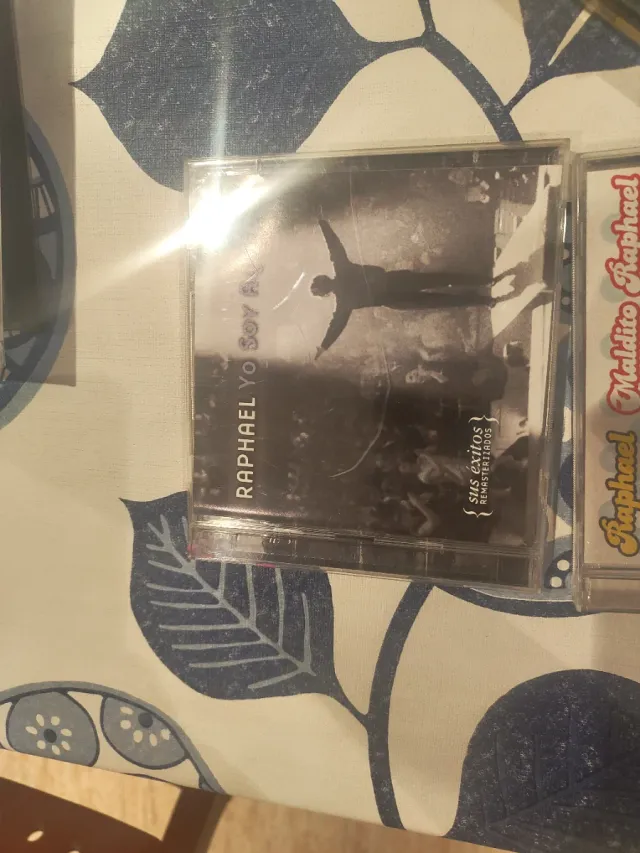 RAPHAEL Yo Soy
{ sus éxitos }
REMASTERIZADOS
Raphael Maldito Raphael